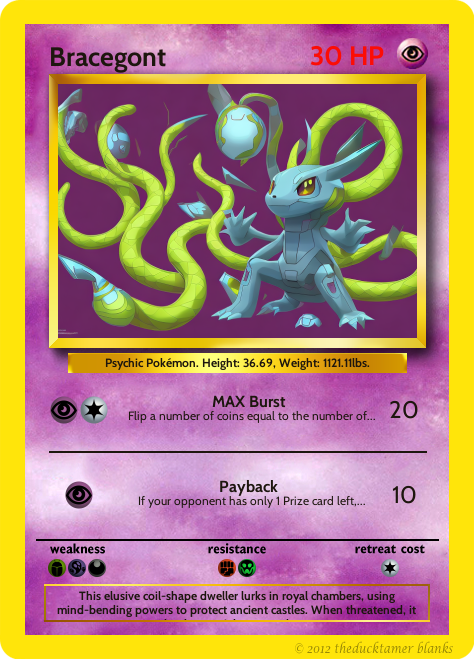 Bracegont 30 HP
Psychic Pokémon. Height: 36.69, Weight: 1121.11lbs.
MAX Burst
Flip a number of coins equal to the number of...
20
Payback
If your opponent has only 1 Prize card left,...
10
weakness resistance retreat cost
This elusive coil-shape dweller lurks in royal chambers, using
mind-bending powers to protect ancient castles. When threatened, it
© 2012 theducktamer blanks